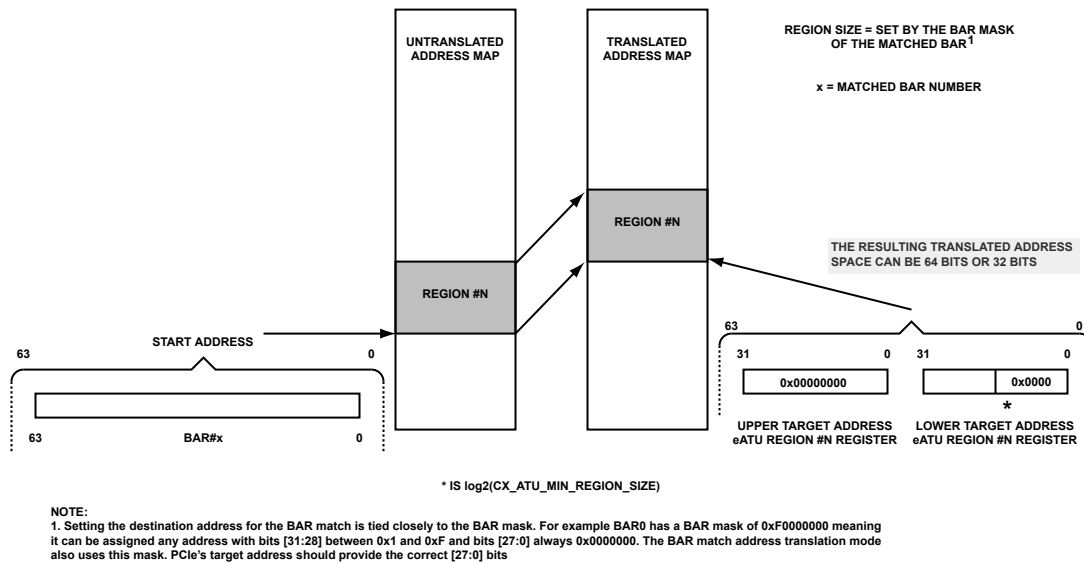 UNTRANSLATED
ADDRESS MAP
TRANSLATED
ADDRESS MAP
REGION SIZE = SET BY THE BAR MASK
OF THE MATCHED BAR1
x = MATCHED BAR NUMBER
REGION #N
REGION #N
THE RESULTING TRANSLATED ADDRESS
SPACE CAN BE 64 BITS OR 32 BITS
START ADDRESS
63 0
63 BAR#x 0
63 0
31 0 31 0
0x00000000 0x0000
*
UPPER TARGET ADDRESS
eATU REGION #N REGISTER
LOWER TARGET ADDRESS
eATU REGION #N REGISTER
* IS log2(CX_ATU_MIN_REGION_SIZE)
NOTE:
1. Setting the destination address for the BAR match is tied closely to the BAR mask. For example BAR0 has a BAR mask of 0xF0000000 meaning
it can be assigned any address with bits [31:28] between 0x1 and 0xF and bits [27:0] always 0x0000000. The BAR match address translation mode
also uses this mask. PCIe's target address should provide the correct [27:0] bits